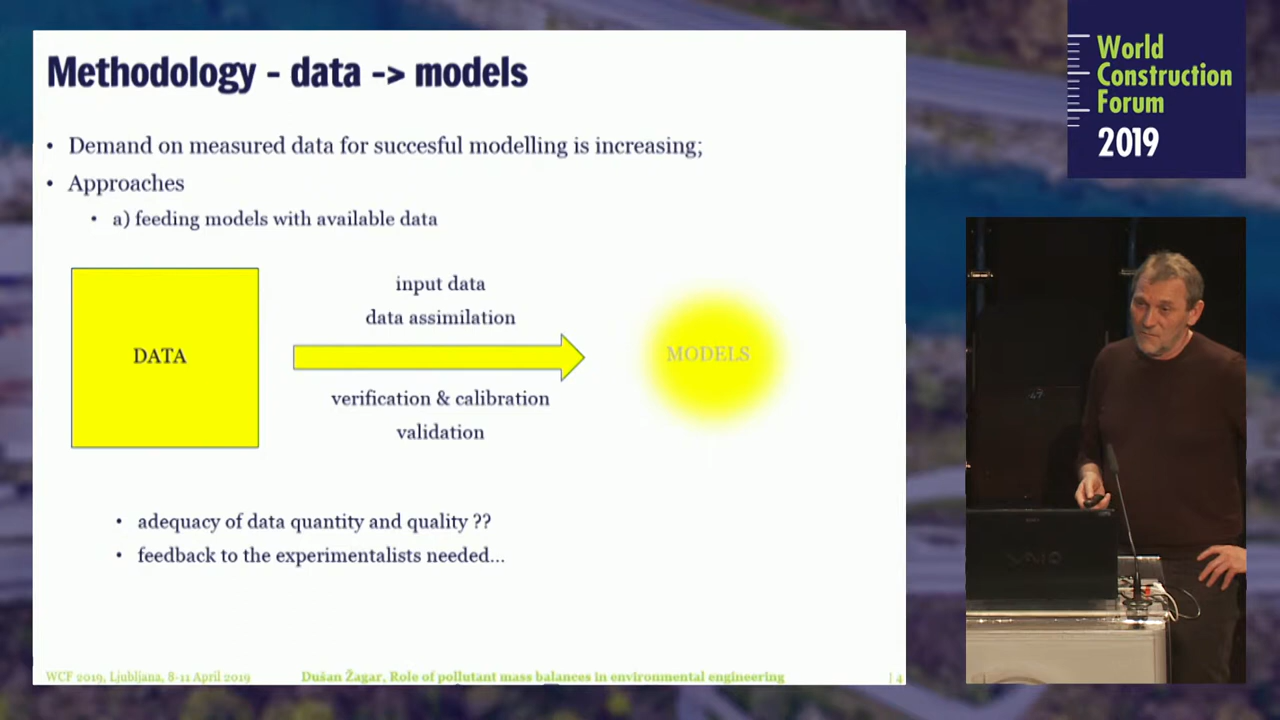 Methodology - data -> models
• Demand on measured data for succesful modelling is increasing;
• Approaches
• a) feeding models with available data
DATA
input data
data assimilation
verification & calibration
validation
MODELS
• adequacy of data quantity and quality ??
• feedback to the experimentalists needed...
WCF 2019, Ljubljana, 8-11 April 2019
Dušan Žagar, Role of pollutant mass balances in environmental engineering
| 4
World
Construction
Forum
2019
VAIO